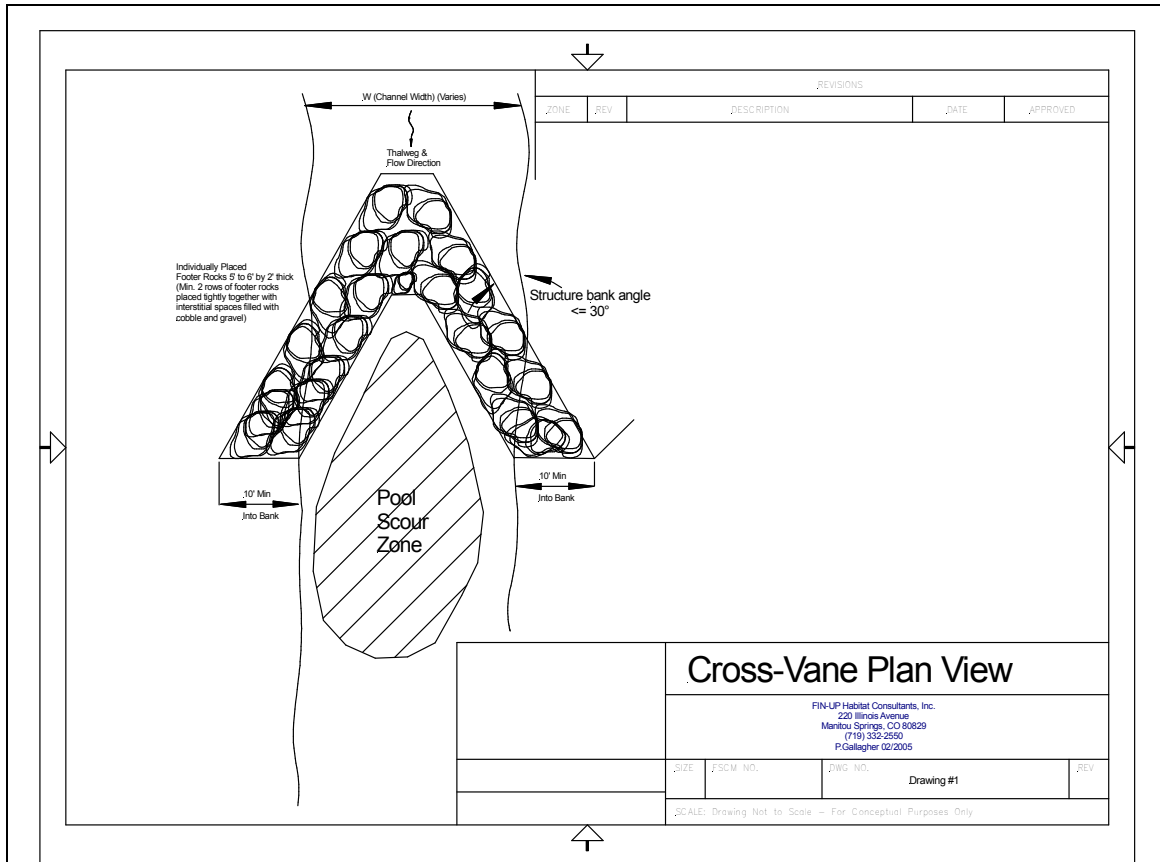 W (Channel Width) (Varies)
Thalweg &
Flow Direction
REVISIONS
ZONE REV DESCRIPTION DATE APPROVED
Individually Placed
Footer Rocks 5' to 6' by 2' thick
(Min. 2 rows of footer rocks
placed tightly together with
interstitial spaces filled with
cobble and gravel)
Structure bank angle
<= 30°
10' Min
Into Bank
10' Min
Into Bank
Pool
Scour
Zone
Cross-Vane Plan View
FIN-UP Habitat Consultants, Inc.
220 Illinois Avenue
Manitou Springs, CO 80829
(719) 332-2550
P.Gallagher 02/2005
SIZE FSCM NO. DWG NO. REV
Drawing #1
SCALE: Drawing Not to Scale - For Conceptual Purposes Only